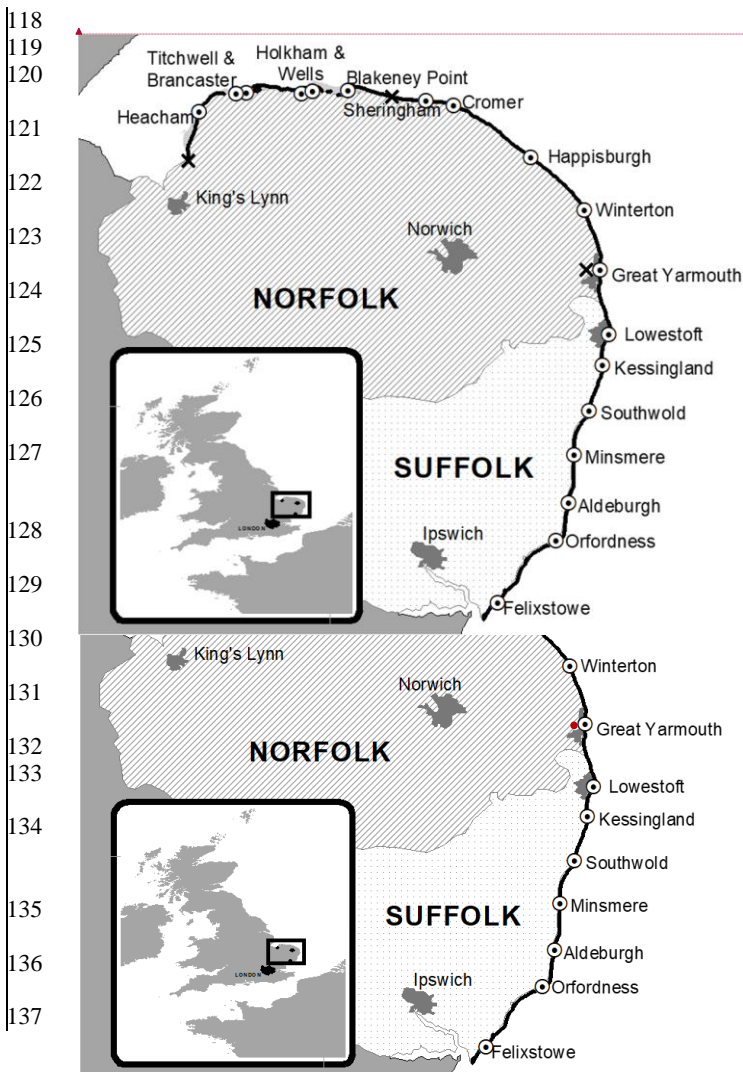 118
119
120
121
122
123
124
125
126
127
128
129
130
131
132
133
134
135
136
137
Titchwell &
Brancaster
Holkham &
Wells
Blakeney Point
Sheringham
Cromer
Heacham
Happisburgh
King's Lynn
Winterton
Norwich
Great Yarmouth
NORFOLK
Lowestoft
Kessingland
Southwold
SUFFOLK
Minsmere
Aldeburgh
LONDON
Ipswich
Orfordness
Felixstowe
King's Lynn
Winterton
Norwich
Great Yarmouth
NORFOLK
Lowestoft
Kessingland
Southwold
Minsmere
SUFFOLK
Aldeburgh
LONDON
Ipswich
Orfordness
Felixstowe